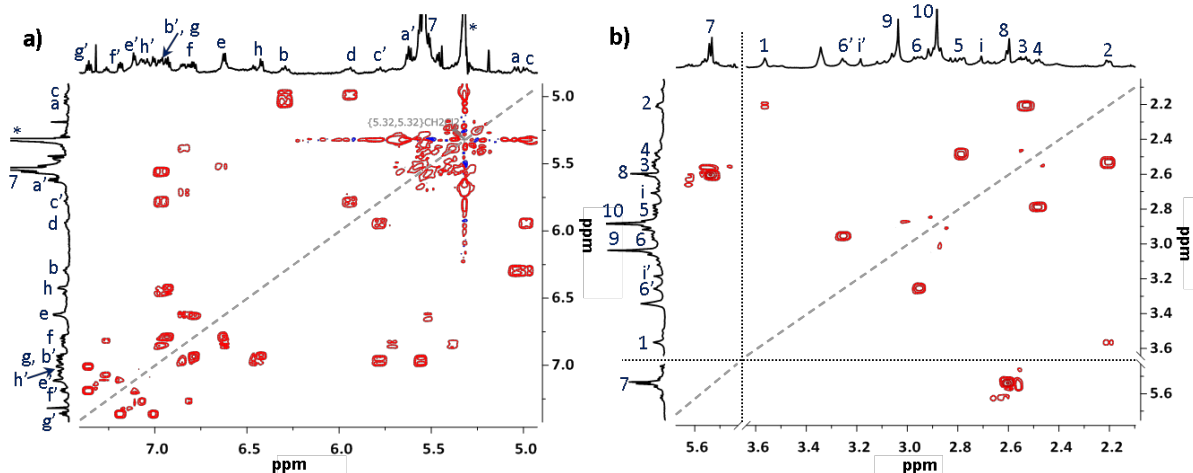 a)
g' f' e' h' b', g f e h b d c' a' 7 * a c
c
a
*
7
a'
c'
d
b
h
e
f
g, b'
h' e'
f'
g'
{5.32,5.32}CH2Cl2
5.0
5.5
6.0
6.5
7.0
ppm
7.0 6.5 6.0 5.5 5.0
ppm
b)
7 1 6' i' 9 6 10 5 i 8 3 4 2
2
4
3
8
i
5
10
6
9
i'
6'
1
7
2.2
2.4
2.6
2.8
3.0
3.2
3.4
3.6
5.6
ppm
5.6 3.6 3.4 3.2 3.0 2.8 2.6 2.4 2.2
ppm